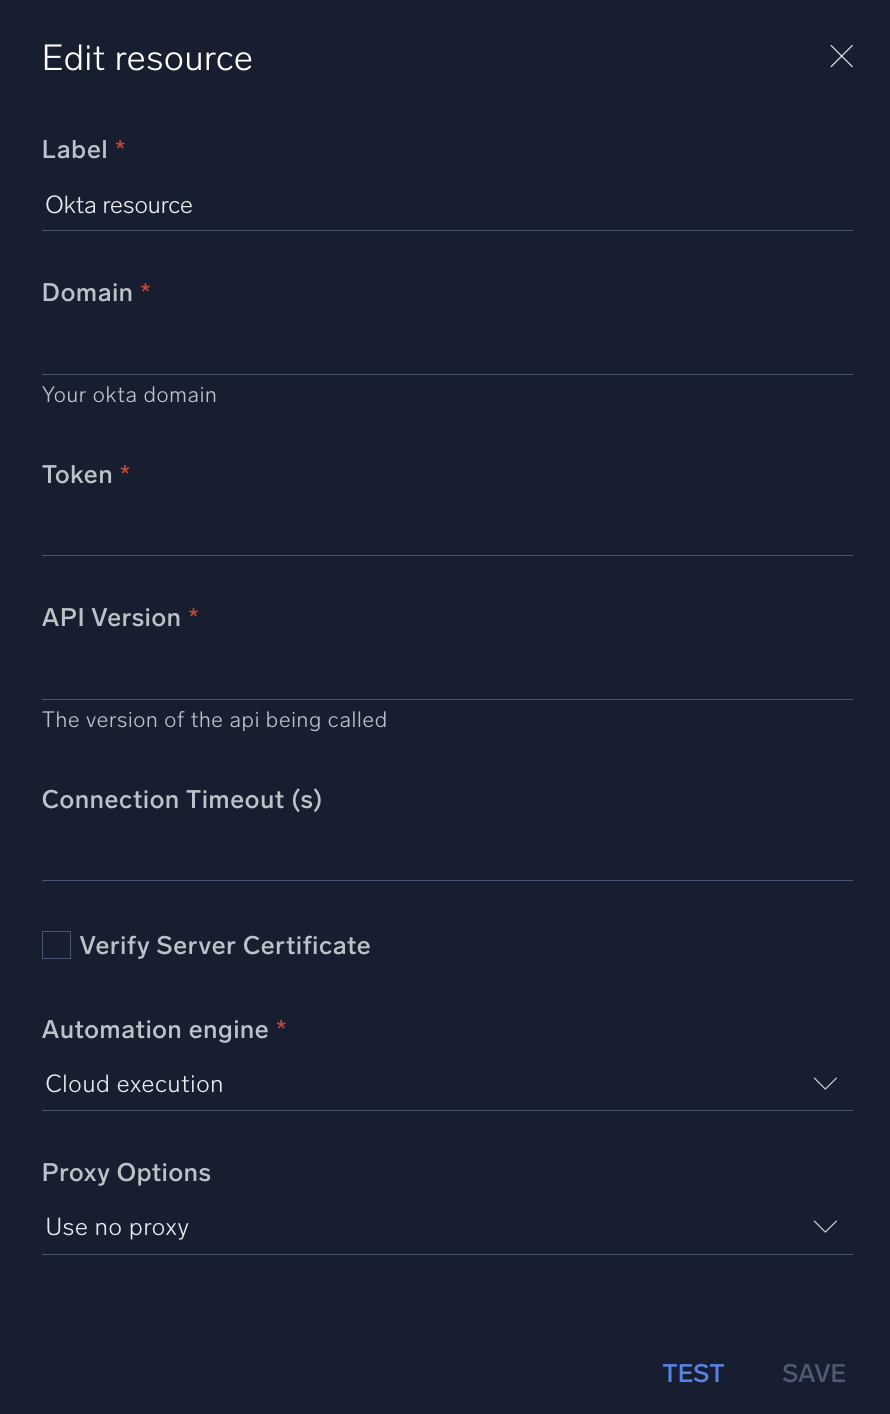 Edit resource
Label *
Okta resource
Domain *
Your okta domain
Token *
API Version *
The version of the api being called
Connection Timeout (s)
Verify Server Certificate
Automation engine *
Cloud execution
Proxy Options
Use no proxy
TEST SAVE